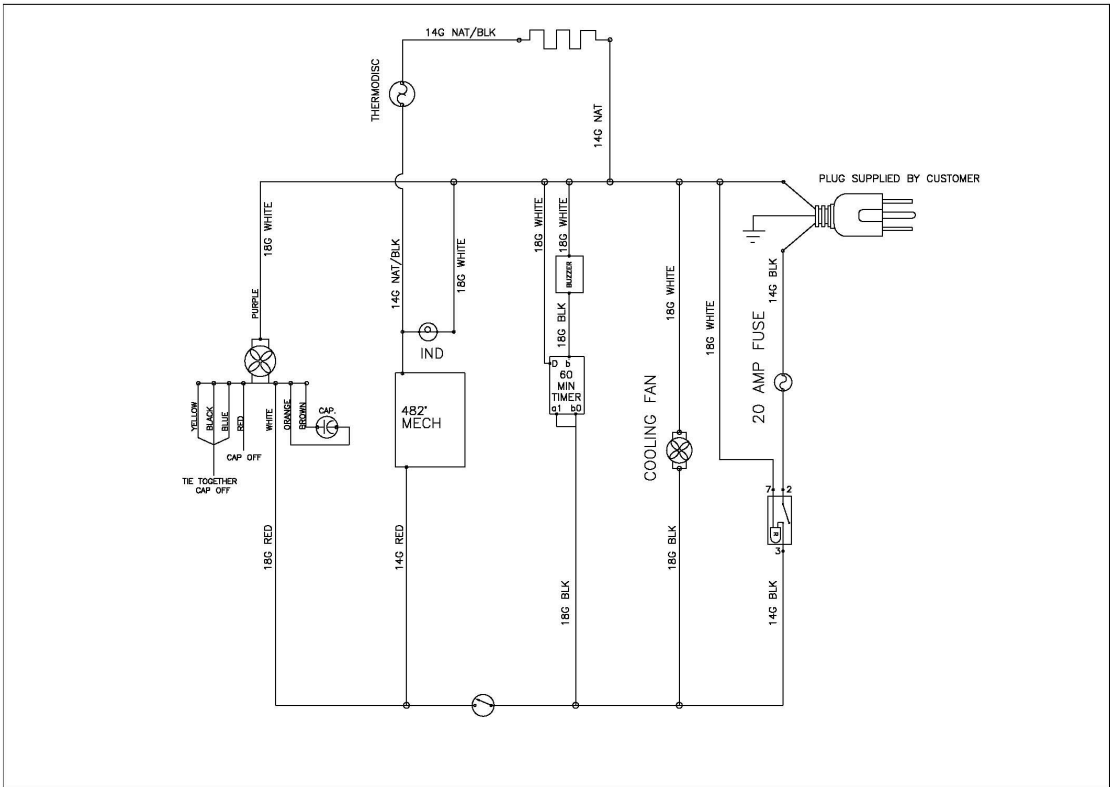 14G NAT/BLK
THERMODISC
14G NAT
PLUG SUPPLIED BY CUSTOMER
18G WHITE
14G NAT/BLK
18G WHITE
18G WHITE
18G WHITE
BUZZER
18G BLK
18G WHITE
18G WHITE
14G BLK
20 AMP FUSE
PURPLE
IND
D b
60
MIN
TIMER
a1 b0
482°
MECH
COOLING FAN
YELLOW
BLACK
BLUE
RED
WHITE
ORANGE
BROWN
CAP.
CAP OFF
TIE TOGETHER
CAP OFF
7 2
R
3
18G RED
14G RED
18G BLK
18G BLK
14G BLK